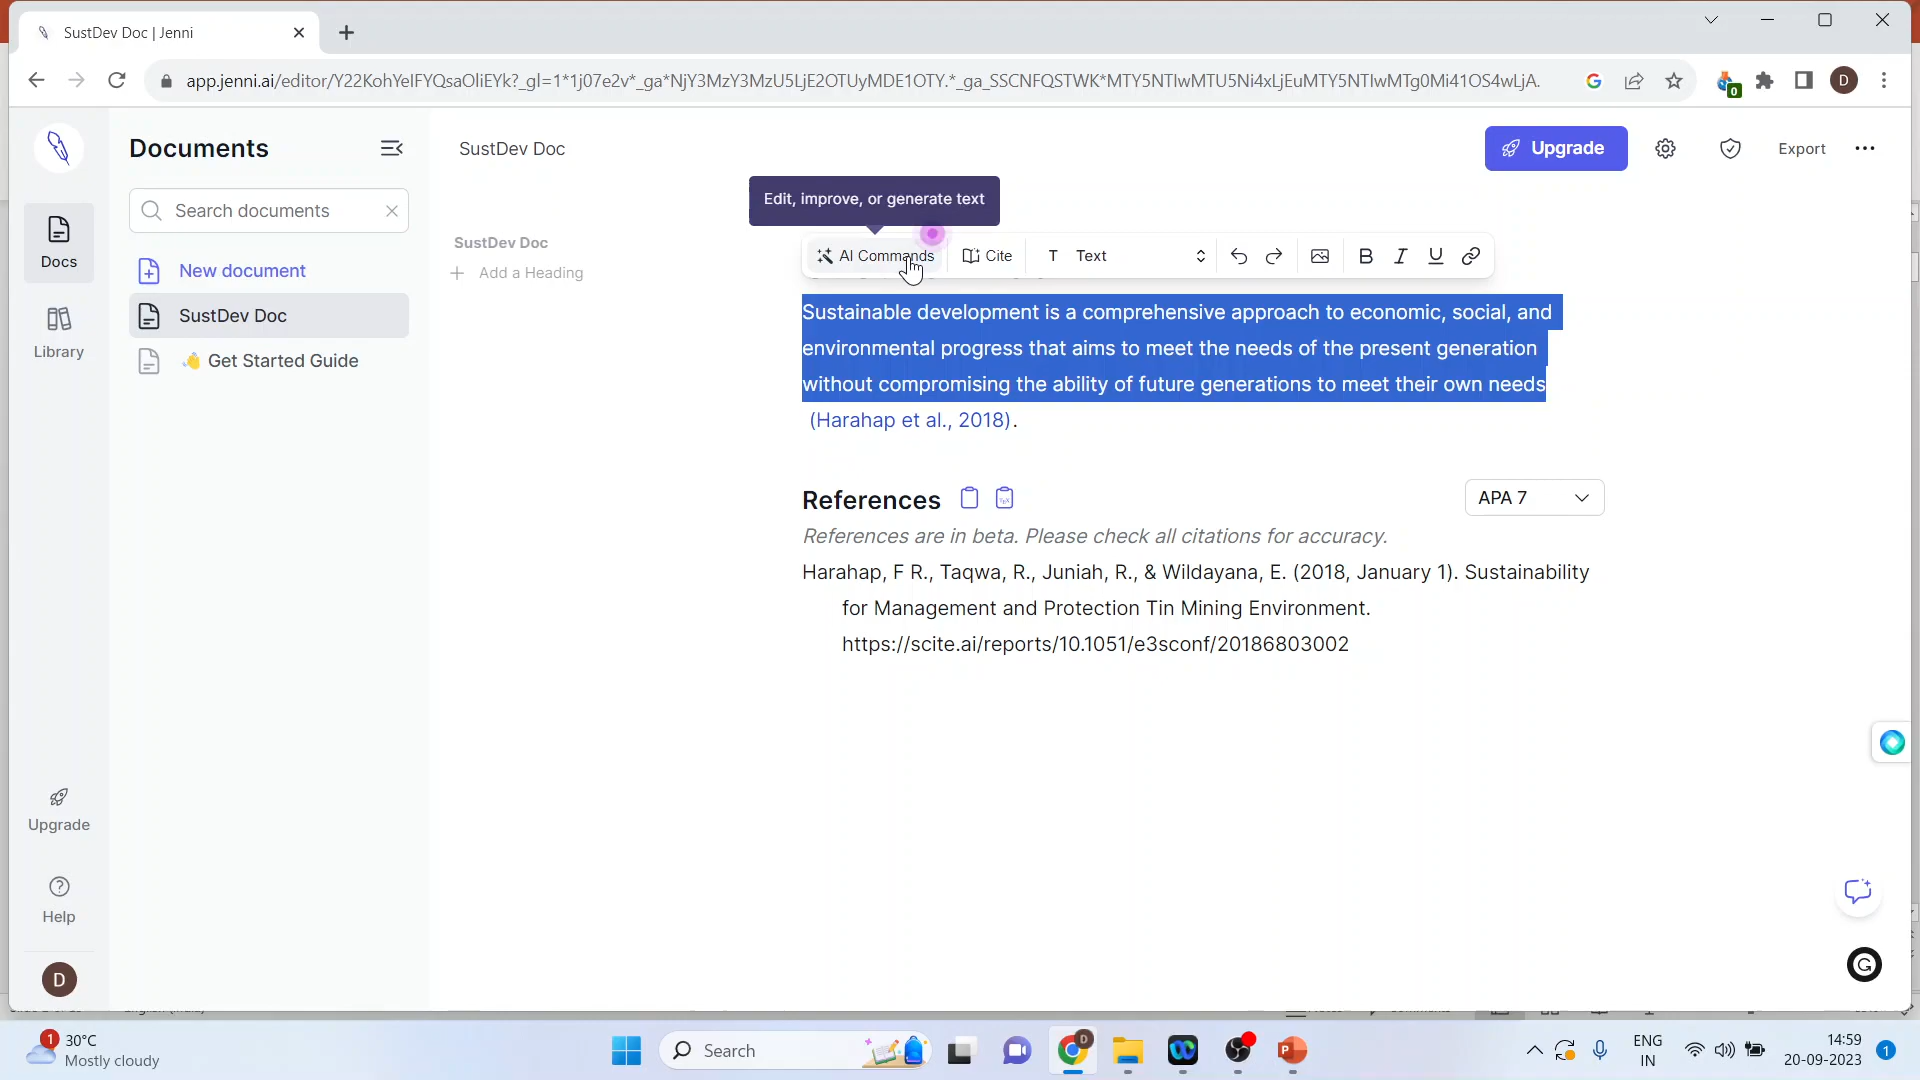 SustDev Doc | Jenni
app.jenni.ai/editor/Y22KohYeIFYQsaOliEYk?_gl=1*1j07e2v*_ga*NjY3MzY3MzU5LjE2OTUyMDE1OTY.*_ga_SSCNFQSTWK*MTY5NTIwMTU5Ni4xLjEuMTY5NTIwMTg0Mi41OS4wLjA.
0
D
Documents
SustDev Doc
Upgrade
Export
Edit, improve, or generate text
Search documents
Docs
SustDev Doc
Add a Heading
AI Commands
Cite
T Text
B I U
New document
SustDev Doc
Library
Get Started Guide
Sustainable development is a comprehensive approach to economic, social, and
environmental progress that aims to meet the needs of the present generation
without compromising the ability of future generations to meet their own needs
(Harahap et al., 2018).
References
APA 7
References are in beta. Please check all citations for accuracy.
Harahap, F R., Taqwa, R., Juniah, R., & Wildayana, E. (2018, January 1). Sustainability
for Management and Protection Tin Mining Environment.
https://scite.ai/reports/10.1051/e3sconf/20186803002
Upgrade
Help
D
1
30°C
Mostly cloudy
Search
D
ENG
IN
14:59
20-09-2023
1